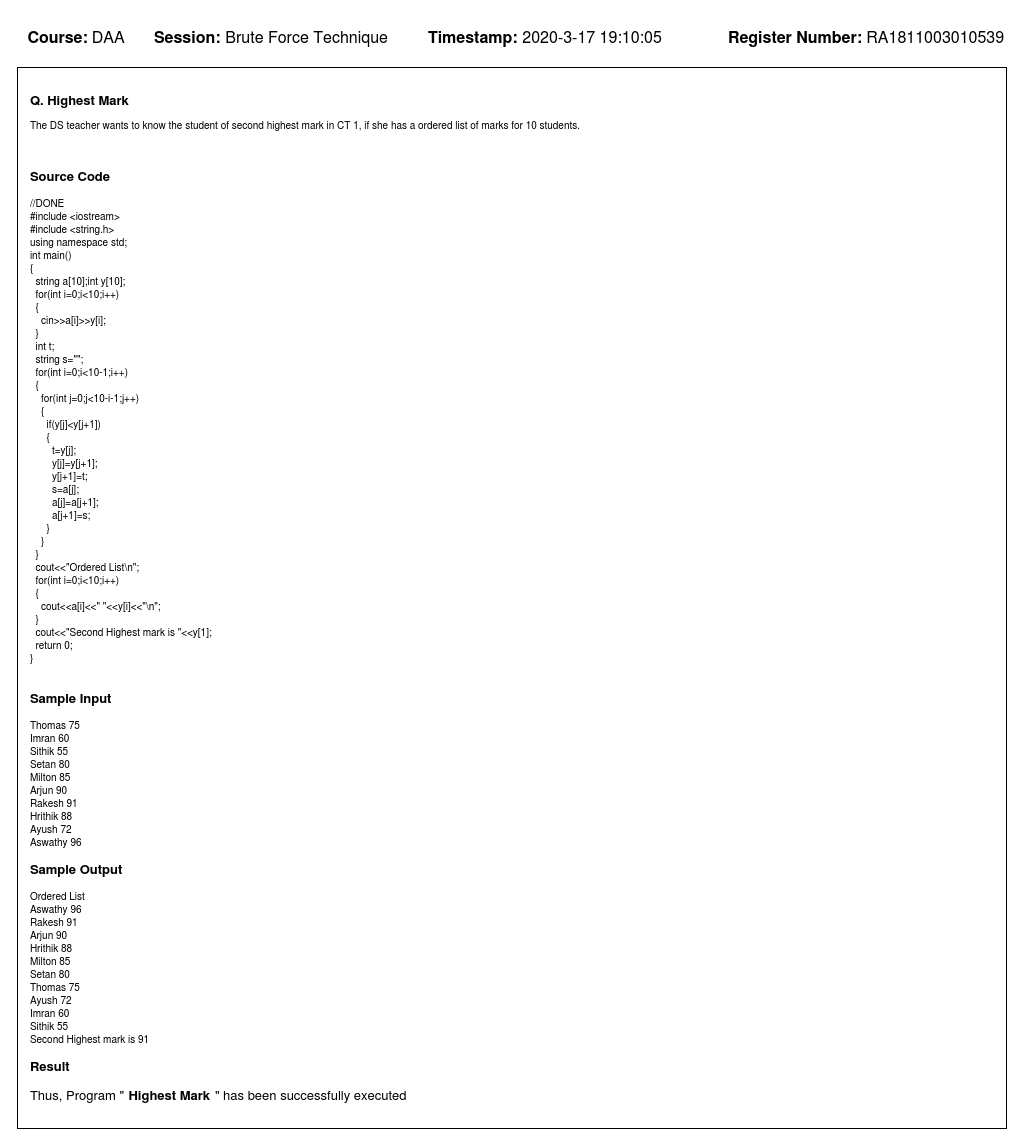 Course: DAA Session: Brute Force Technique Timestamp: 2020-3-17 19:10:05 Register Number: RA1811003010539
Q. Highest Mark
The DS teacher wants to know the student of second highest mark in CT 1, if she has a ordered list of marks for 10 students.
Source Code
//DONE
#include <iostream>
#include <string.h>
using namespace std;
int main()
{
  string a[10];int y[10];
  for(int i=0;i<10;i++)
  {
    cin>>a[i]>>y[i];
  }
  int t;
  string s="";
  for(int i=0;i<10-1;i++)
  {
    for(int j=0;j<10-i-1;j++)
    {
      if(y[j]<y[j+1])
      {
        t=y[j];
        y[j]=y[j+1];
        y[j+1]=t;
        s=a[j];
        a[j]=a[j+1];
        a[j+1]=s;
      }
    }
  }
  cout<<"Ordered List\n";
  for(int i=0;i<10;i++)
  {
    cout<<a[i]<<" "<<y[i]<<"\n";
  }
  cout<<"Second Highest mark is "<<y[1];
  return 0;
}
Sample Input
Thomas 75
Imran 60
Sithik 55
Setan 80
Milton 85
Arjun 90
Rakesh 91
Hrithik 88
Ayush 72
Aswathy 96
Sample Output
Ordered List
Aswathy 96
Rakesh 91
Arjun 90
Hrithik 88
Milton 85
Setan 80
Thomas 75
Ayush 72
Imran 60
Sithik 55
Second Highest mark is 91
Result
Thus, Program " Highest Mark " has been successfully executed